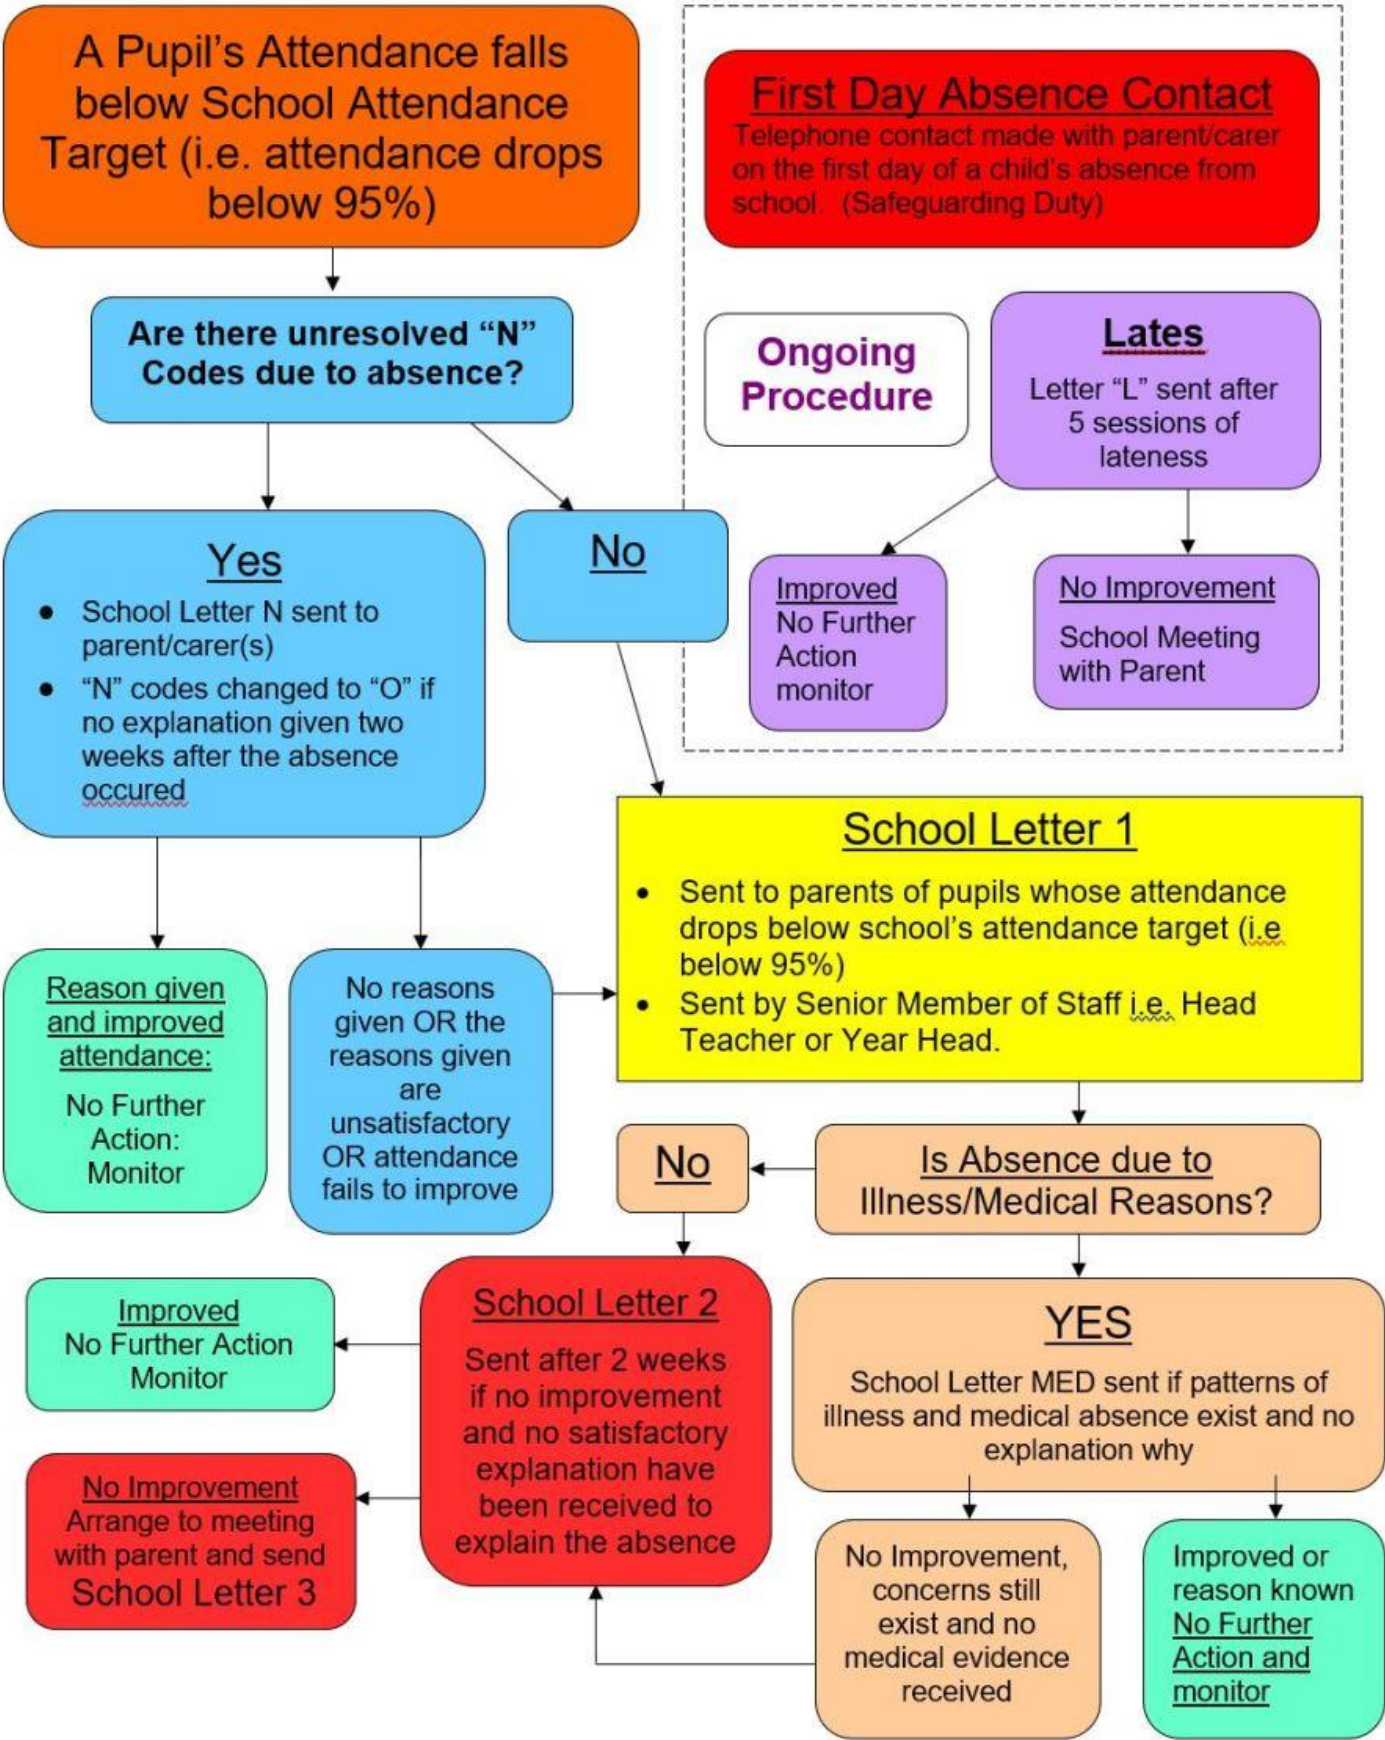 A Pupil's Attendance falls
below School Attendance
Target (i.e. attendance drops
below 95%)
First Day Absence Contact
Telephone contact made with parent/carer
on the first day of a child's absence from
school. (Safeguarding Duty)
Are there unresolved “N”
Codes due to absence?
Ongoing
Procedure
Lates
Letter “L” sent after
5 sessions of
lateness
Yes
● School Letter N sent to
parent/carer(s)
● “N” codes changed to “O” if
no explanation given two
weeks after the absence
occured
No
Improved
No Further
Action
monitor
No Improvement
School Meeting
with Parent
School Letter 1
• Sent to parents of pupils whose attendance
drops below school's attendance target (i.e
below 95%)
• Sent by Senior Member of Staff i.e. Head
Teacher or Year Head.
Reason given
and improved
attendance:
No Further
Action:
Monitor
No reasons
given OR the
reasons given
are
unsatisfactory
OR attendance
fails to improve
No
Is Absence due to
Illness/Medical Reasons?
Improved
No Further Action
Monitor
School Letter 2
Sent after 2 weeks
if no improvement
and no satisfactory
explanation have
been received to
explain the absence
YES
School Letter MED sent if patterns of
illness and medical absence exist and no
explanation why
No Improvement
Arrange to meeting
with parent and send
School Letter 3
No Improvement,
concerns still
exist and no
medical evidence
received
Improved or
reason known
No Further
Action and
monitor